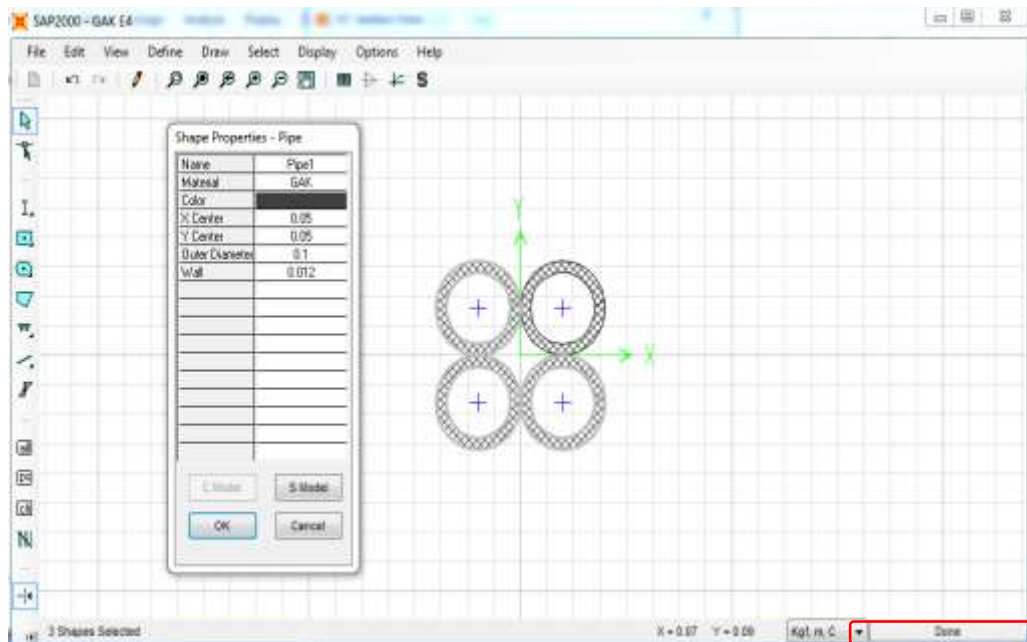 SAP2000 - GAK E4
File Edit View Define Draw Select Display Options Help
S
Shape Properties - Pipe
Name Pipe1
Material GAK
Color
X Center 0.05
Y Center 0.05
Outer Diameter 0.1
Wall 0.012
S Model
OK Cancel
Y
X
3 Shapes Selected
Kgf, m, C
Done